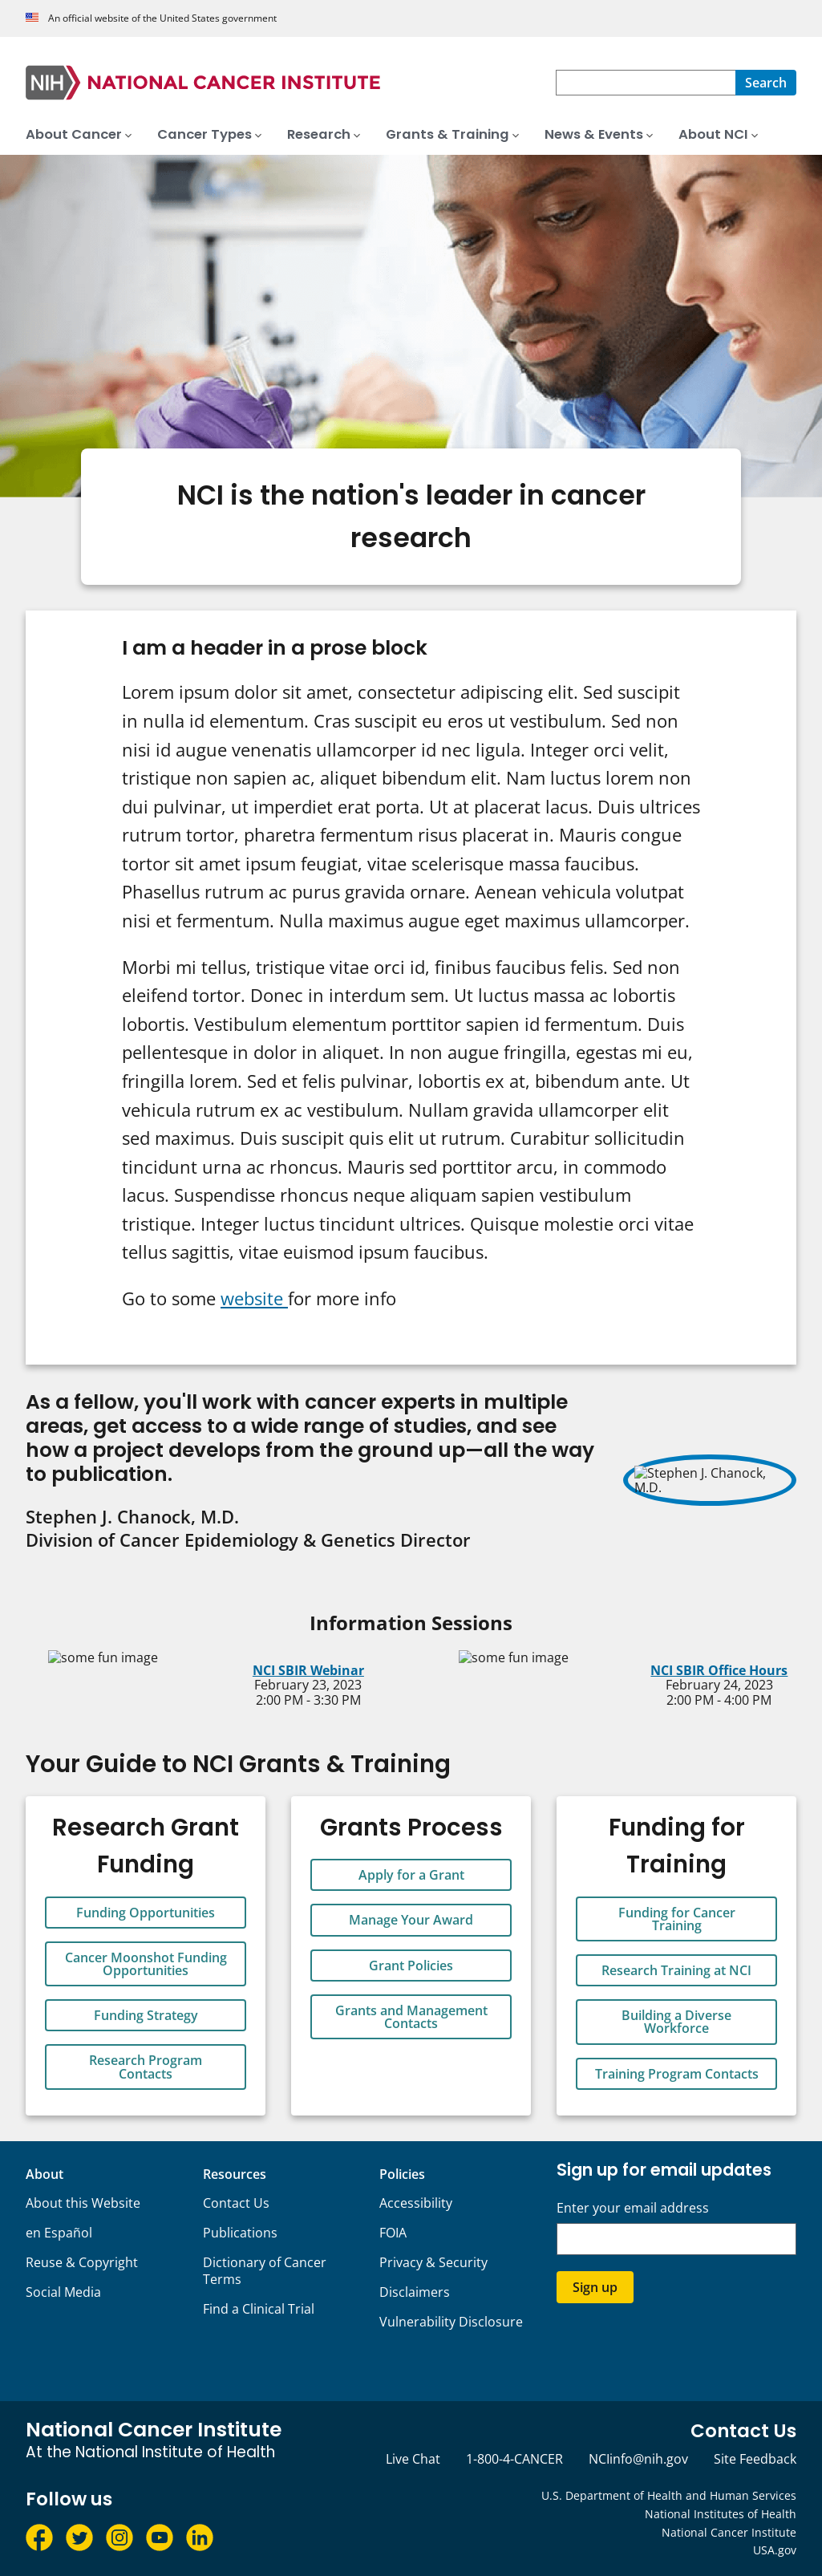 An official website of the United States government
NIH NATIONAL CANCER INSTITUTE
Search
About Cancer
Cancer Types
Research
Grants & Training
News & Events
About NCI
NCI is the nation's leader in cancer
research
I am a header in a prose block
Lorem ipsum dolor sit amet, consectetur adipiscing elit. Sed suscipit
in nulla id elementum. Cras suscipit eu eros ut vestibulum. Sed non
nisi id augue venenatis ullamcorper id nec ligula. Integer orci velit,
tristique non sapien ac, aliquet bibendum elit. Nam luctus lorem non
dui pulvinar, ut imperdiet erat porta. Ut at placerat lacus. Duis ultrices
rutrum tortor, pharetra fermentum risus placerat in. Mauris congue
tortor sit amet ipsum feugiat, vitae scelerisque massa faucibus.
Phasellus rutrum ac purus gravida ornare. Aenean vehicula volutpat
nisi et fermentum. Nulla maximus augue eget maximus ullamcorper.
Morbi mi tellus, tristique vitae orci id, finibus faucibus felis. Sed non
eleifend tortor. Donec in interdum sem. Ut luctus massa ac lobortis
lobortis. Vestibulum elementum porttitor sapien id fermentum. Duis
pellentesque in dolor in aliquet. In non augue fringilla, egestas mi eu,
fringilla lorem. Sed et felis pulvinar, lobortis ex at, bibendum ante. Ut
vehicula rutrum ex ac vestibulum. Nullam gravida ullamcorper elit
sed maximus. Duis suscipit quis elit ut rutrum. Curabitur sollicitudin
tincidunt urna ac rhoncus. Mauris sed porttitor arcu, in commodo
lacus. Suspendisse rhoncus neque aliquam sapien vestibulum
tristique. Integer luctus tincidunt ultrices. Quisque molestie orci vitae
tellus sagittis, vitae euismod ipsum faucibus.
Go to some website for more info
As a fellow, you'll work with cancer experts in multiple
areas, get access to a wide range of studies, and see
how a project develops from the ground up—all the way
to publication.
Stephen J. Chanock, M.D.
Division of Cancer Epidemiology & Genetics Director
Stephen J. Chanock,
M.D.
Information Sessions
some fun image
NCI SBIR Webinar
February 23, 2023
2:00 PM - 3:30 PM
some fun image
NCI SBIR Office Hours
February 24, 2023
2:00 PM - 4:00 PM
Your Guide to NCI Grants & Training
Research Grant
Funding
Funding Opportunities
Cancer Moonshot Funding
Opportunities
Funding Strategy
Research Program
Contacts
Grants Process
Apply for a Grant
Manage Your Award
Grant Policies
Grants and Management
Contacts
Funding for
Training
Funding for Cancer
Training
Research Training at NCI
Building a Diverse
Workforce
Training Program Contacts
About
About this Website
en Español
Reuse & Copyright
Social Media
Resources
Contact Us
Publications
Dictionary of Cancer
Terms
Find a Clinical Trial
Policies
Accessibility
FOIA
Privacy & Security
Disclaimers
Vulnerability Disclosure
Sign up for email updates
Enter your email address
Sign up
National Cancer Institute
At the National Institute of Health
Contact Us
Live Chat
1-800-4-CANCER
NCIinfo@nih.gov
Site Feedback
Follow us
U.S. Department of Health and Human Services
National Institutes of Health
National Cancer Institute
USA.gov